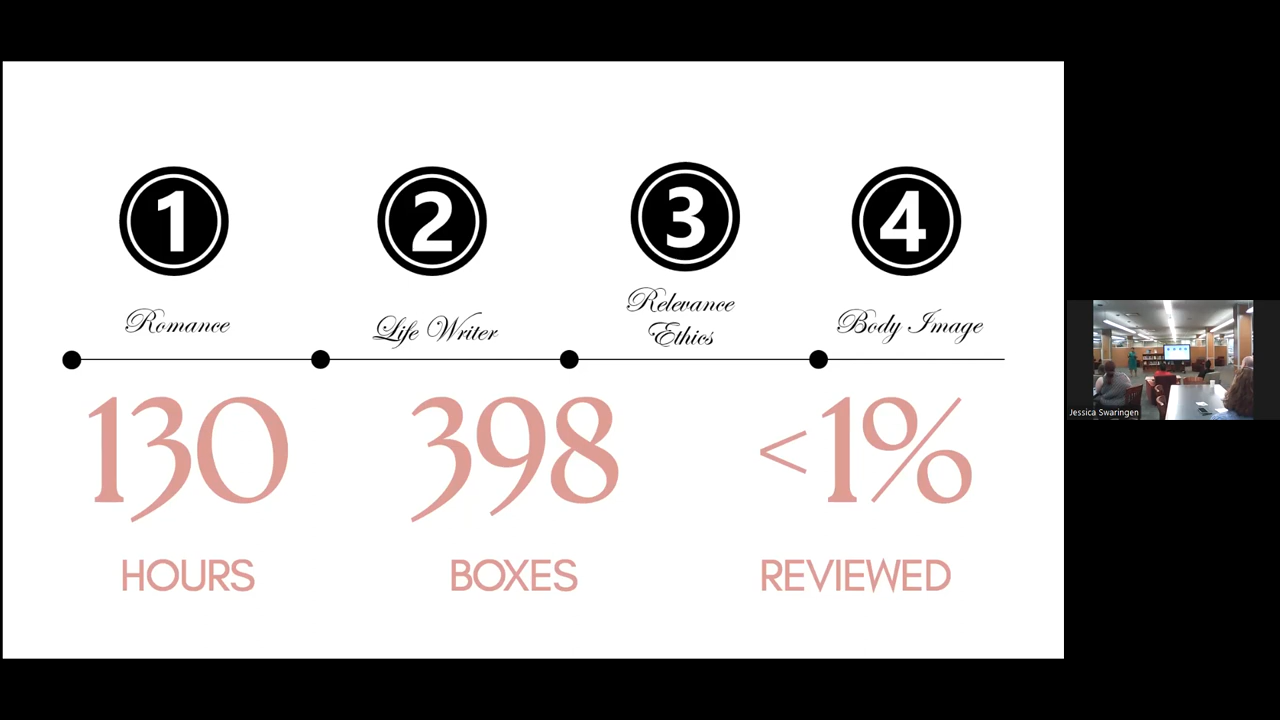 1
2
3
4
Romance
Life Writer
Relevance
Ethics
Body Image
130
398
<1%
HOURS
BOXES
REVIEWED
Jessica Swaringen